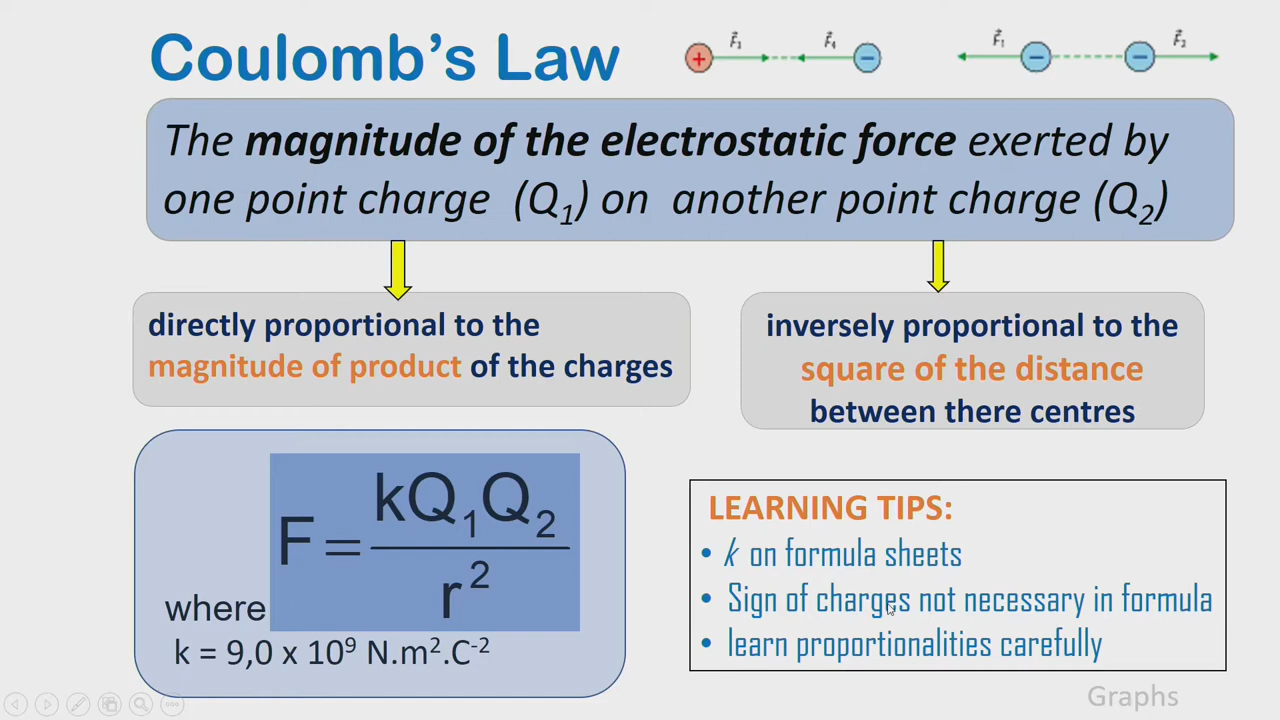 Coulomb's Law
+ F₃ F₄ −
F₁ − − F₂
The magnitude of the electrostatic force exerted by
one point charge (Q₁) on another point charge (Q₂)
directly proportional to the
magnitude of product of the charges
inversely proportional to the
square of the distance
between there centres
F = kQ₁Q₂ / r²
where
k = 9,0 x 10⁹ N.m².C⁻²
LEARNING TIPS:
• k on formula sheets
• Sign of charges not necessary in formula
• learn proportionalities carefully
Graphs